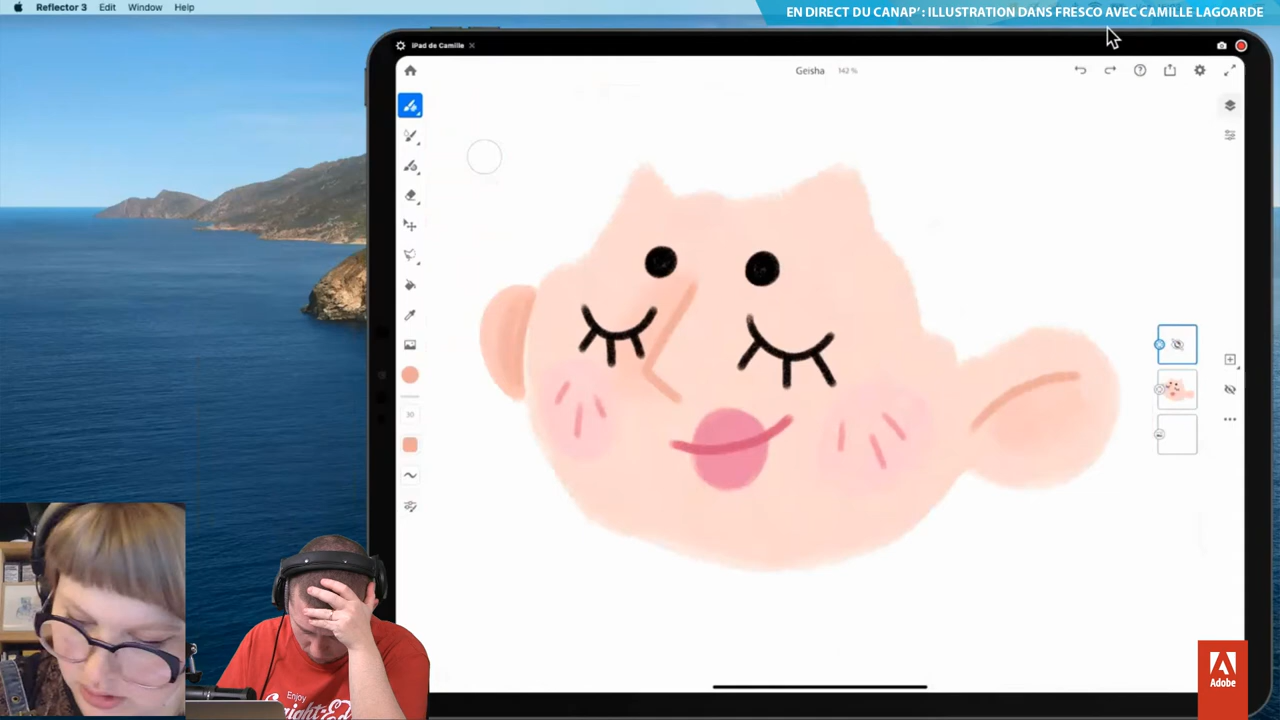 Reflector 3 Edit Window Help
EN DIRECT DU CANAP' : ILLUSTRATION DANS FRESCO AVEC CAMILLE LAGOARDE
iPad de Camille
Geisha 142 %
30
Enjoy
Adobe